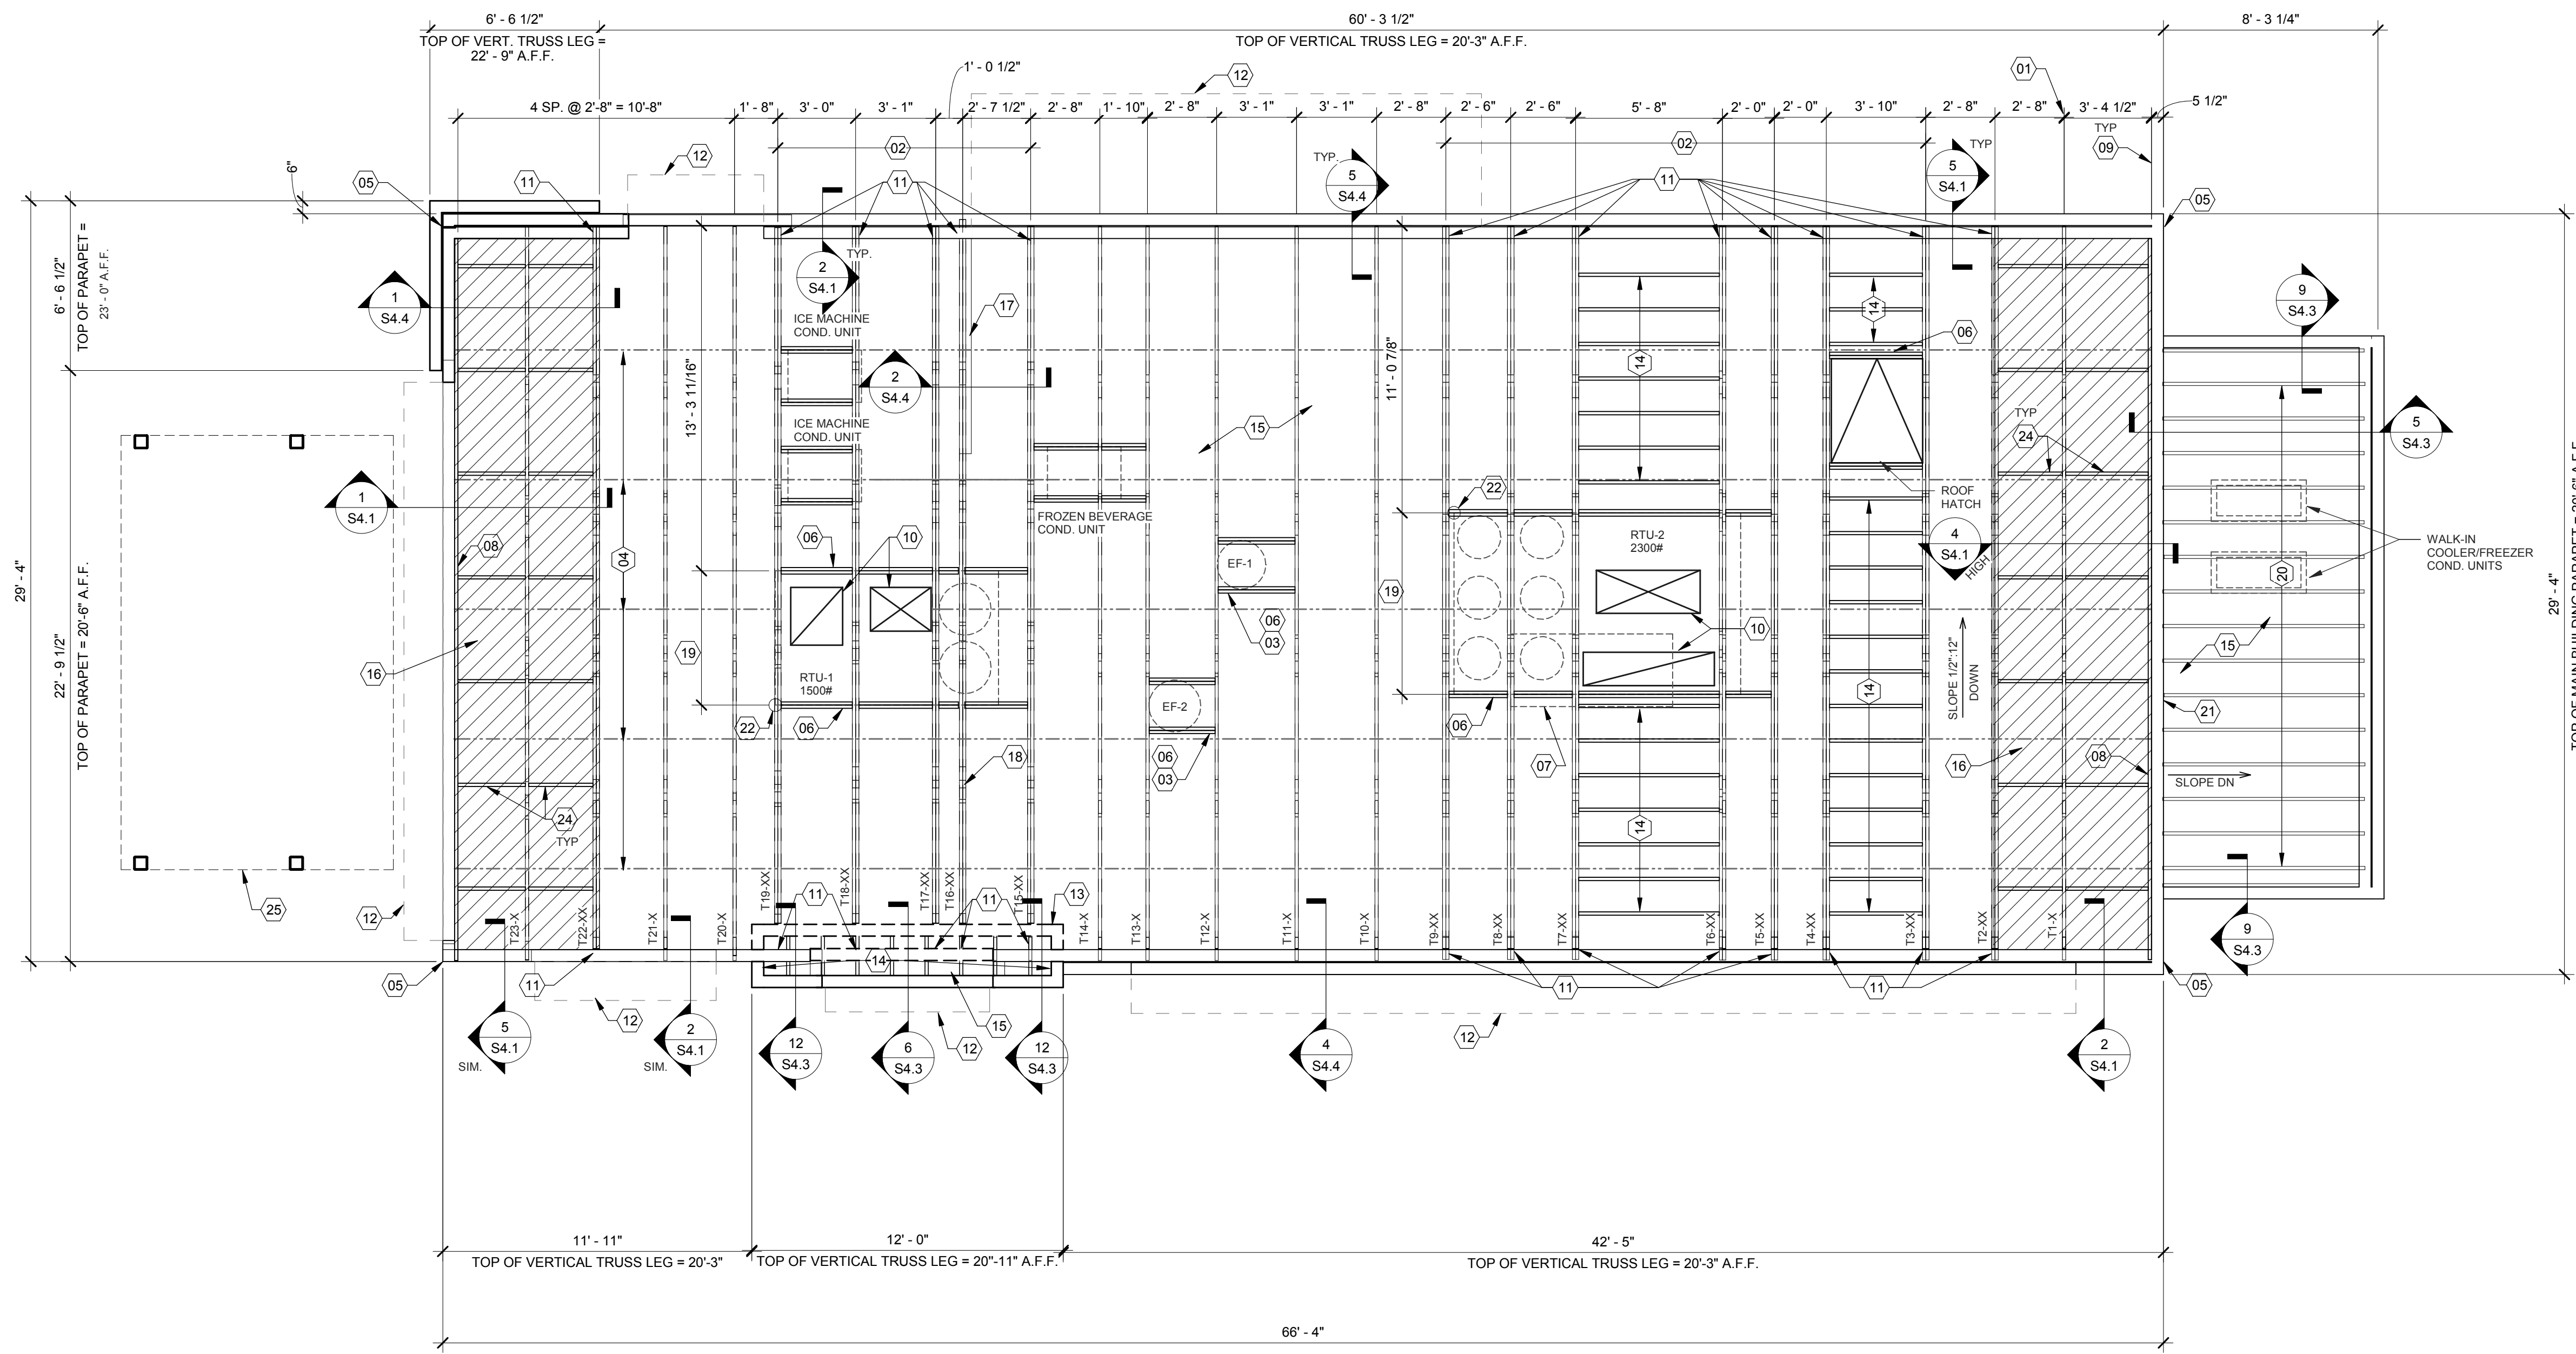 6' - 6 1/2"
60' - 3 1/2"
8' - 3 1/4"
TOP OF VERT. TRUSS LEG =
22' - 9" A.F.F.
TOP OF VERTICAL TRUSS LEG = 20'-3" A.F.F.
1' - 0 1/2"
12
01
4 SP. @ 2'-8" = 10'-8"
1' - 8"
3' - 0"
3' - 1"
2' - 7 1/2"
2' - 8"
1' - 10"
2' - 8"
3' - 1"
3' - 1"
2' - 8"
2' - 6"
2' - 6"
5' - 8"
2' - 0"
2' - 0"
3' - 10"
2' - 8"
2' - 8"
3' - 4 1/2"
5 1/2"
TYP
09
02
02
12
TYP.
5
S4.4
5
S4.1
TYP
6"
05
11
11
11
05
6' - 6 1/2"
TOP OF PARAPET =
23' - 0" A.F.F.
1
S4.4
2
S4.1
TYP.
17
ICE MACHINE
COND. UNIT
2
S4.4
13' - 3 1/16"
11' - 0 7/8"
14
14
06
9
S4.3
5
S4.3
ICE MACHINE
COND. UNIT
15
TYP
24
1
S4.1
22
ROOF
HATCH
FROZEN BEVERAGE
COND. UNIT
08
06
10
EF-1
RTU-2
2300#
4
S4.1
HIGH
WALK-IN
COOLER/FREEZER
COND. UNITS
04
20
29' - 4"
22' - 9 1/2"
TOP OF PARAPET = 20'-6" A.F.F.
19
19
06
03
10
15
16
RTU-1
1500#
14
SLOPE 1/2":12"
DOWN
EF-2
22
06
06
21
18
06
03
07
16
08
SLOPE DN
29' - 4"
TOP OF MAIN BUILDING PARAPET = 20'-6" A.F.F.
24
TYP
14
25
12
11
11
13
T23-X
T22-XX
T21-X
T20-X
T19-XX
T18-XX
T17-XX
T16-XX
T15-XX
T14-X
T13-X
T12-X
T11-X
T10-X
T9-XX
T8-XX
T7-XX
T6-XX
T5-XX
T4-XX
T3-XX
T2-XX
T1-X
9
S4.3
14
05
11
12
15
12
11
11
05
12
5
S4.1
SIM.
2
S4.1
SIM.
12
S4.3
6
S4.3
12
S4.3
4
S4.4
2
S4.1
11' - 11"
12' - 0"
42' - 5"
TOP OF VERTICAL TRUSS LEG = 20'-3"
TOP OF VERTICAL TRUSS LEG = 20"-11" A.F.F.
TOP OF VERTICAL TRUSS LEG = 20'-3" A.F.F.
66' - 4"